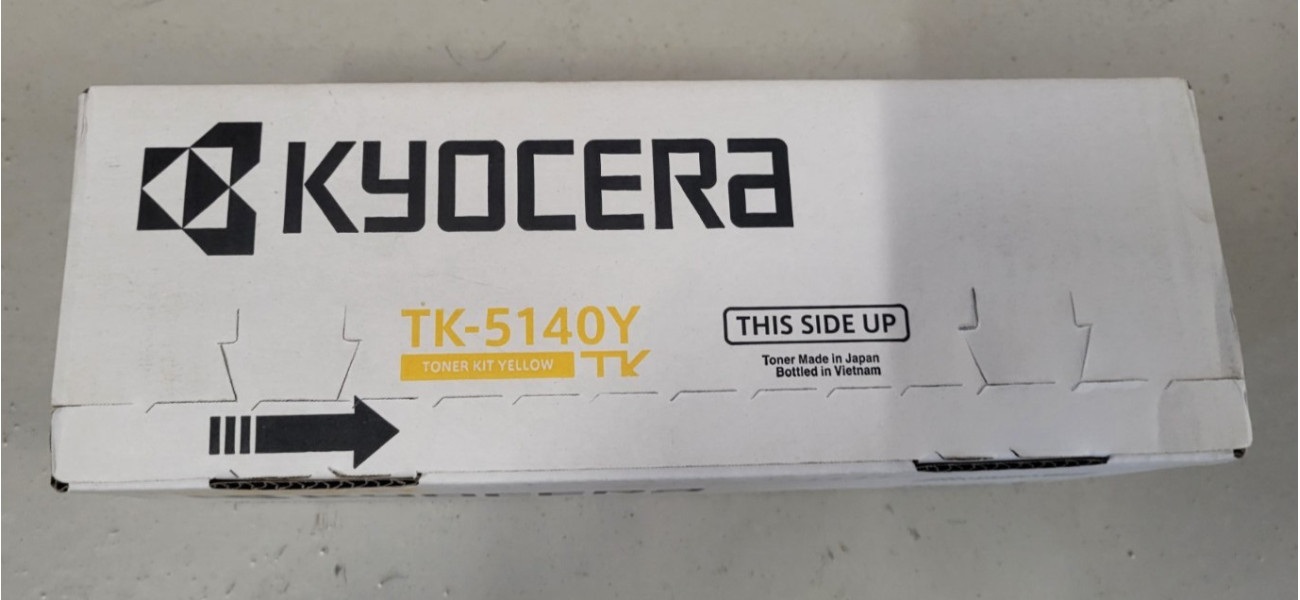 KYOCERA
TK-5140Y
TONER KIT YELLOW
TK
THIS SIDE UP
Toner Made in Japan
Bottled in Vietnam